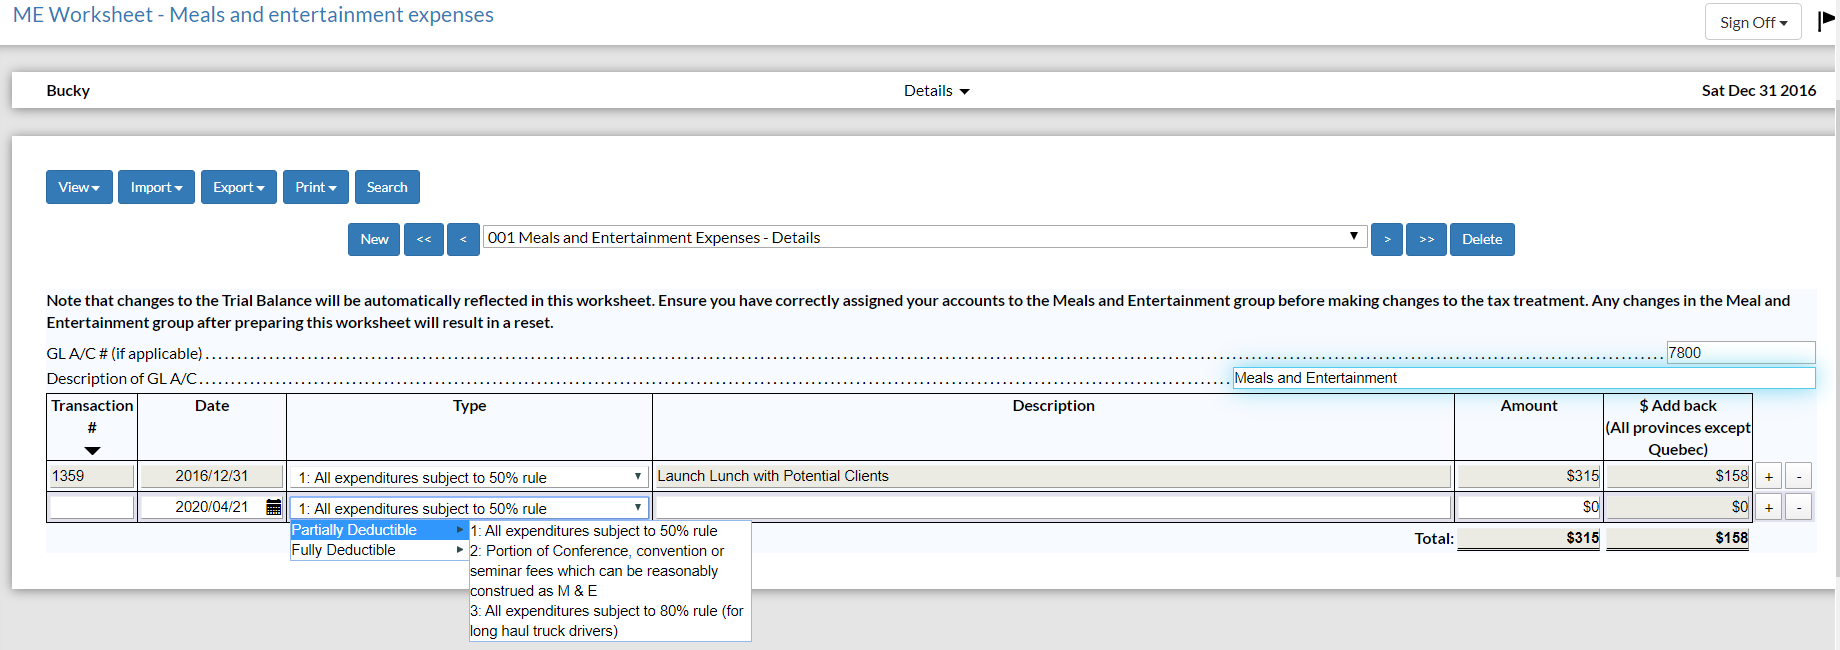 ME Worksheet - Meals and entertainment expenses
Sign Off
Bucky Details Sat Dec 31 2016
View Import Export Print Search
New << < 001 Meals and Entertainment Expenses - Details > >> Delete
Note that changes to the Trial Balance will be automatically reflected in this worksheet. Ensure you have correctly assigned your accounts to the Meals and Entertainment group before making changes to the tax treatment. Any changes in the Meal and
Entertainment group after preparing this worksheet will result in a reset.
GL A/C # (if applicable) 7800
Description of GL A/C Meals and Entertainment
Transaction Date Type Description Amount $ Add back
# (All provinces except
Quebec)
1359 2016/12/31 1: All expenditures subject to 50% rule Launch Lunch with Potential Clients $315 $158 + -
2020/04/21 1: All expenditures subject to 50% rule $0 $0 + -
Partially Deductible 1: All expenditures subject to 50% rule Total: $315 $158
Fully Deductible 2: Portion of Conference, convention or
seminar fees which can be reasonably
construed as M & E
3: All expenditures subject to 80% rule (for
long haul truck drivers)